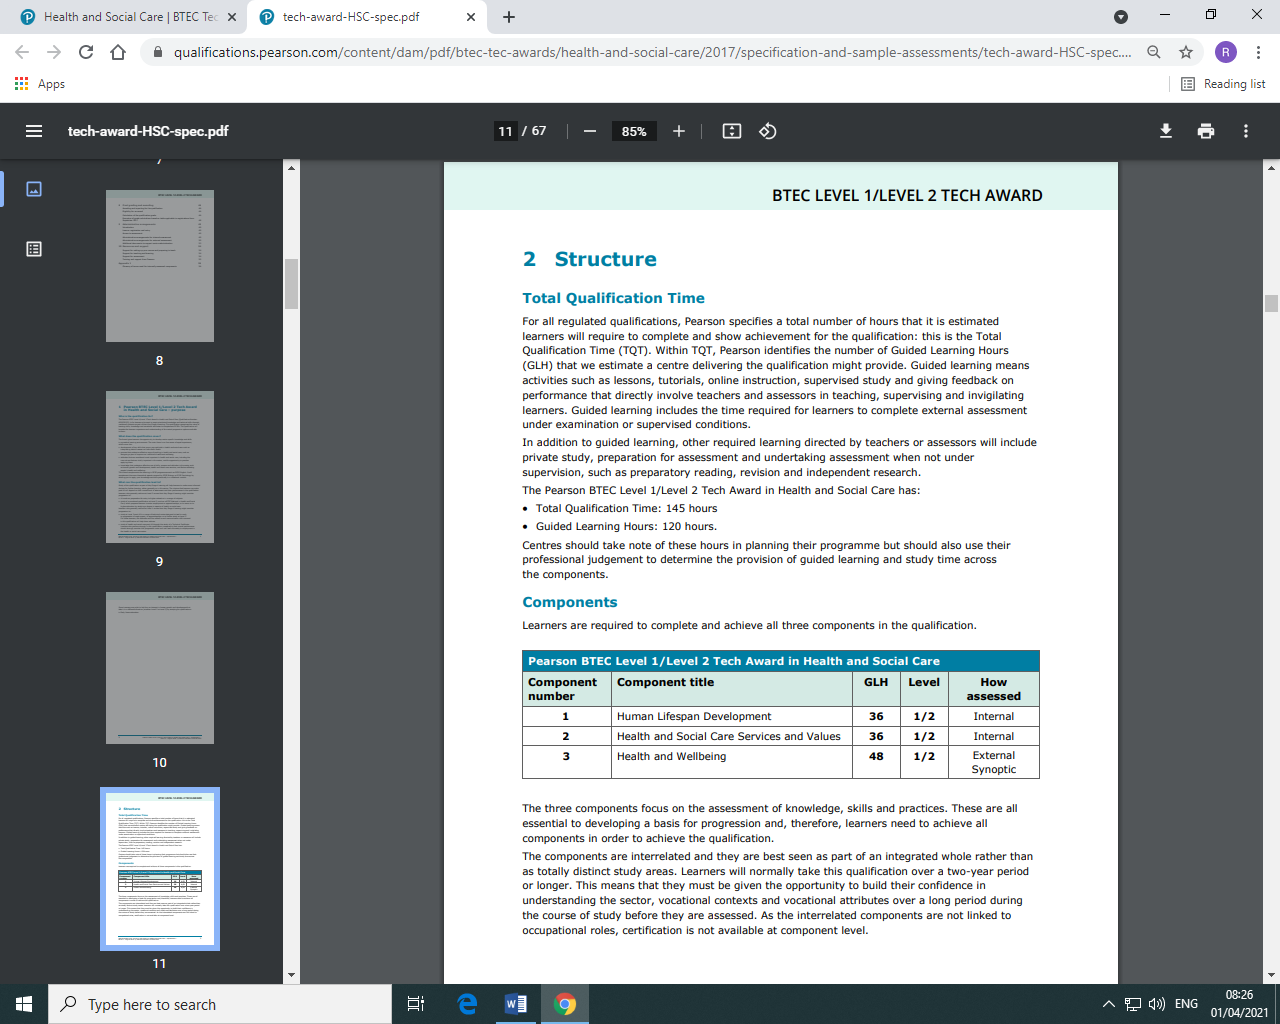 Health and Social Care | BTEC Tec
tech-award-HSC-spec.pdf
qualifications.pearson.com/content/dam/pdf/btec-tec-awards/health-and-social-care/2017/specification-and-sample-assessments/tech-award-HSC-spec....
R
Apps
Reading list
tech-award-HSC-spec.pdf
11 / 67
85%
8
9
10
11
BTEC LEVEL 1/LEVEL 2 TECH AWARD
2 Structure
Total Qualification Time
For all regulated qualifications, Pearson specifies a total number of hours that it is estimated
learners will require to complete and show achievement for the qualification: this is the Total
Qualification Time (TQT). Within TQT, Pearson identifies the number of Guided Learning Hours
(GLH) that we estimate a centre delivering the qualification might provide. Guided learning means
activities such as lessons, tutorials, online instruction, supervised study and giving feedback on
performance that directly involve teachers and assessors in teaching, supervising and invigilating
learners. Guided learning includes the time required for learners to complete external assessment
under examination or supervised conditions.
In addition to guided learning, other required learning directed by teachers or assessors will include
private study, preparation for assessment and undertaking assessment when not under
supervision, such as preparatory reading, revision and independent research.
The Pearson BTEC Level 1/Level 2 Tech Award in Health and Social Care has:
• Total Qualification Time: 145 hours
• Guided Learning Hours: 120 hours.
Centres should take note of these hours in planning their programme but should also use their
professional judgement to determine the provision of guided learning and study time across
the components.
Components
Learners are required to complete and achieve all three components in the qualification.
Pearson BTEC Level 1/Level 2 Tech Award in Health and Social Care
Component number Component title GLH Level How assessed
1 Human Lifespan Development 36 1/2 Internal
2 Health and Social Care Services and Values 36 1/2 Internal
3 Health and Wellbeing 48 1/2 External Synoptic
The three components focus on the assessment of knowledge, skills and practices. These are all
essential to developing a basis for progression and, therefore, learners need to achieve all
components in order to achieve the qualification.
The components are interrelated and they are best seen as part of an integrated whole rather than
as totally distinct study areas. Learners will normally take this qualification over a two-year period
or longer. This means that they must be given the opportunity to build their confidence in
understanding the sector, vocational contexts and vocational attributes over a long period during
the course of study before they are assessed. As the interrelated components are not linked to
occupational roles, certification is not available at component level.
Type here to search
ENG
08:26
01/04/2021